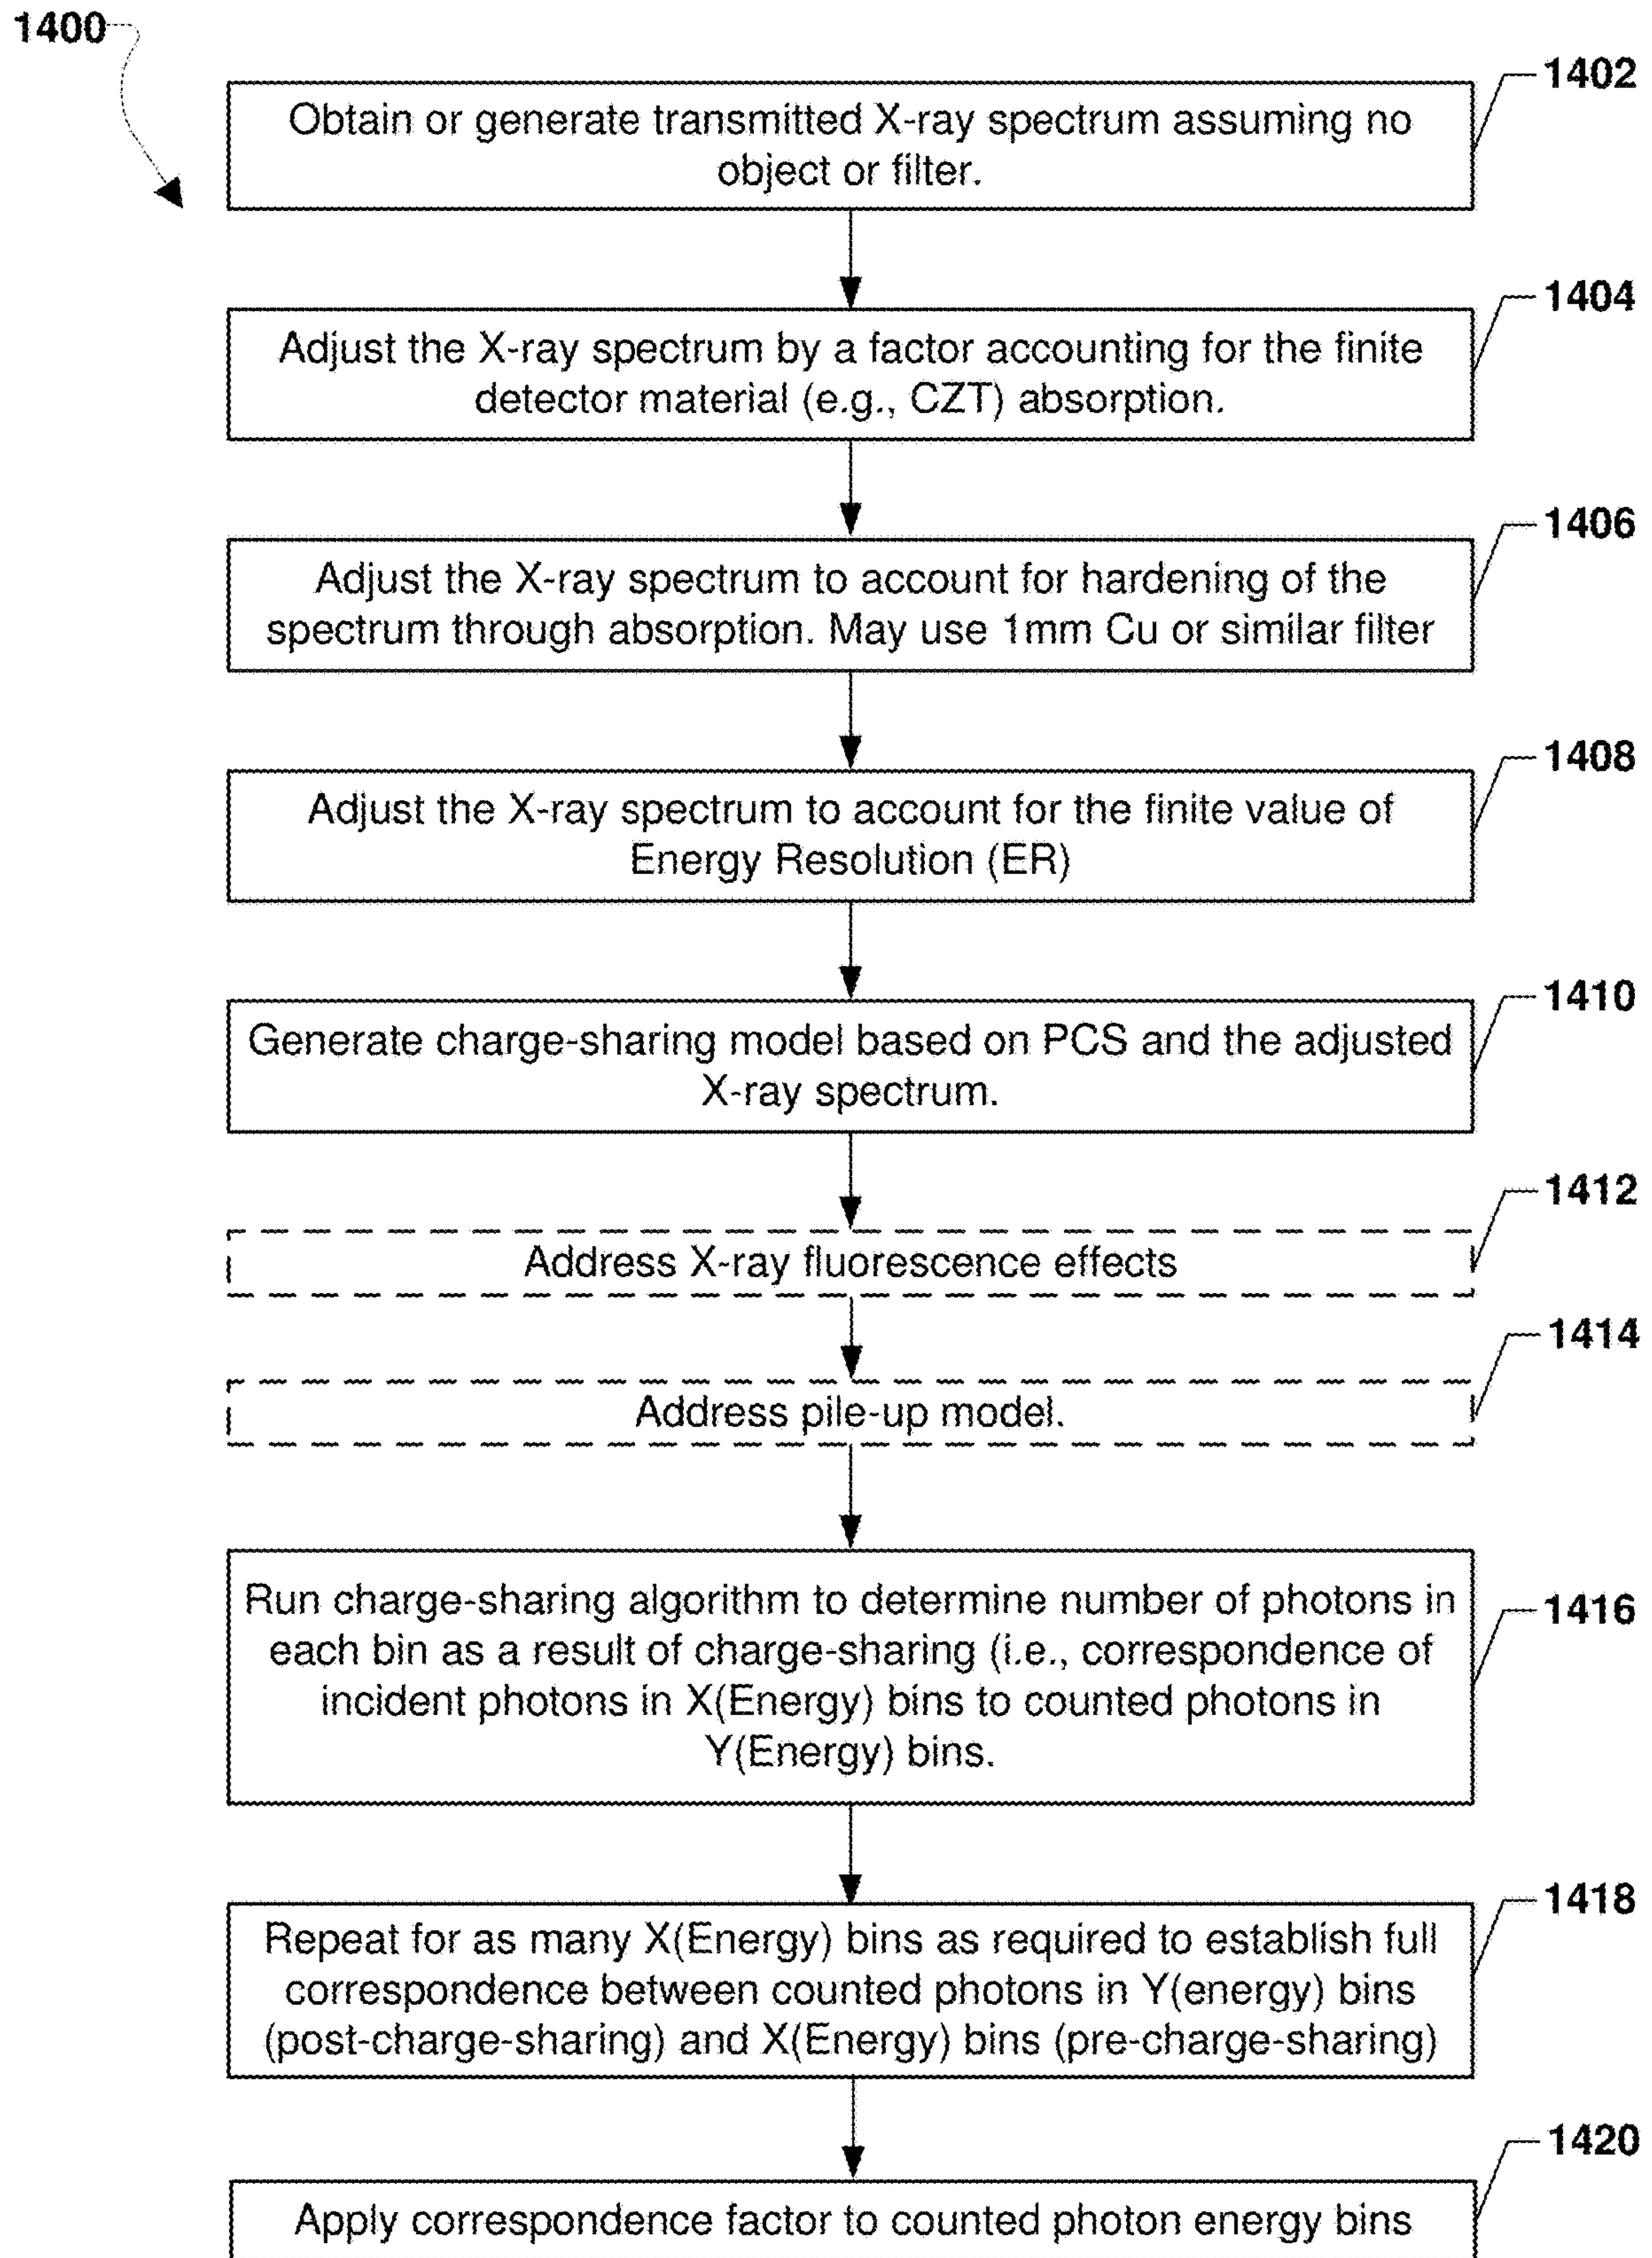 1400
1402
Obtain or generate transmitted X-ray spectrum assuming no
object or filter.
1404
Adjust the X-ray spectrum by a factor accounting for the finite
detector material (e.g., CZT) absorption.
1406
Adjust the X-ray spectrum to account for hardening of the
spectrum through absorption. May use 1mm Cu or similar filter
1408
Adjust the X-ray spectrum to account for the finite value of
Energy Resolution (ER)
1410
Generate charge-sharing model based on PCS and the adjusted
X-ray spectrum.
1412
Address X-ray fluorescence effects
1414
Address pile-up model.
1416
Run charge-sharing algorithm to determine number of photons in
each bin as a result of charge-sharing (i.e., correspondence of
incident photons in X(Energy) bins to counted photons in
Y(Energy) bins.
1418
Repeat for as many X(Energy) bins as required to establish full
correspondence between counted photons in Y(energy) bins
(post-charge-sharing) and X(Energy) bins (pre-charge-sharing)
1420
Apply correspondence factor to counted photon energy bins